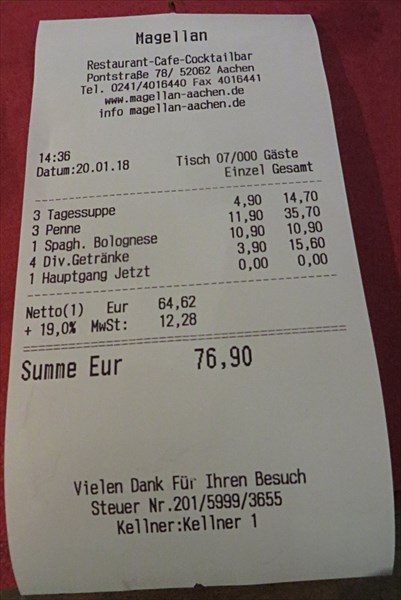 Magellan
Restaurant-Cafe-Cocktailbar
Pontstraße 78/ 52062 Aachen
Tel. 0241/4016440 Fax 4016441
www.magellan-aachen.de
info magellan-aachen.de
14:36
Datum:20.01.18
Tisch 07/000 Gäste
Einzel Gesamt
3 Tagessuppe 4,90 14,70
3 Penne 11,90 35,70
1 Spagh. Bolognese 10,90 10,90
4 Div.Getränke 3,90 15,60
1 Hauptgang Jetzt 0,00 0,00
Netto(1) Eur 64,62
+ 19,0% MwSt: 12,28
Summe Eur 76,90
Vielen Dank Für Ihren Besuch
Steuer Nr.201/5999/3655
Kellner:Kellner 1